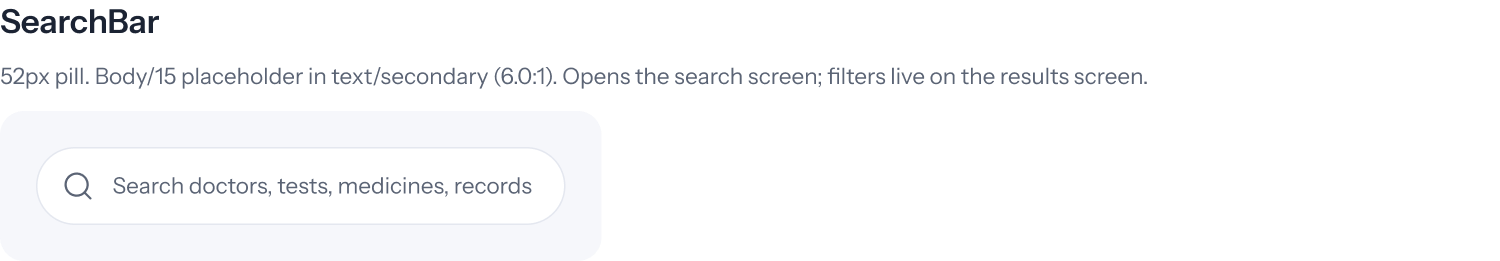 SearchBar
52px pill. Body/15 placeholder in text/secondary (6.0:1). Opens the search screen; filters live on the results screen.
Search doctors, tests, medicines, records